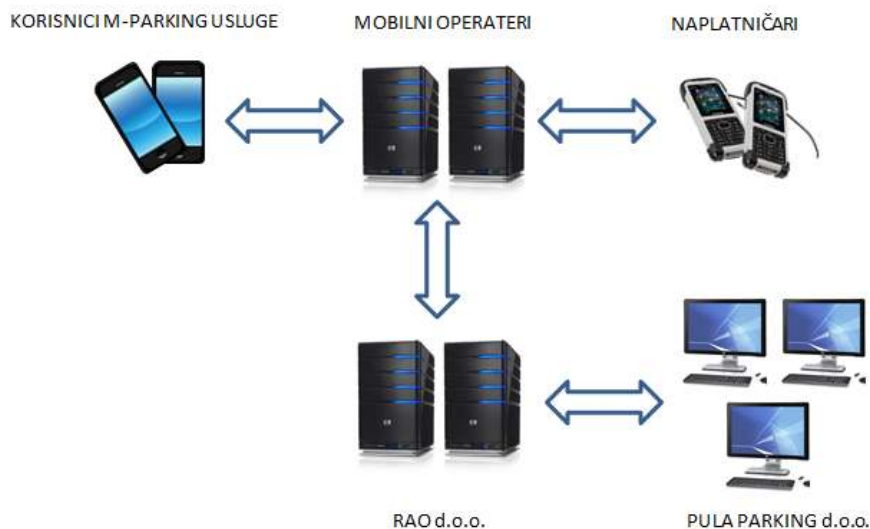 KORISNICI M-PARKING USLUGE
MOBILNI OPERATERI
NAPLATNIČARI
RAO d.o.o.
PULA PARKING d.o.o.